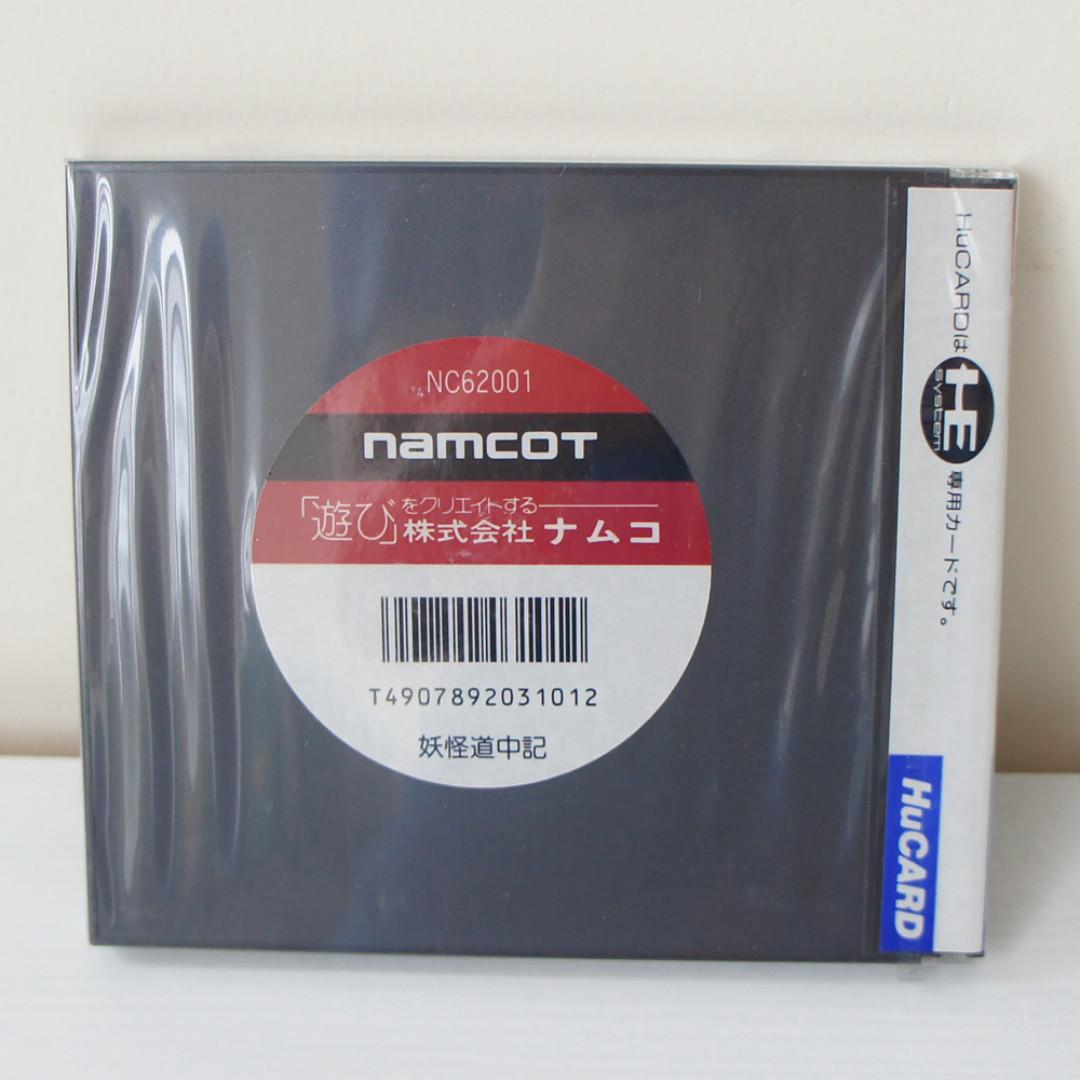 NC62001
namcot
「遊び」をクリエイトする
株式会社ナムコ
T4907892031012
妖怪道中記
HuCARDは HE system 専用カードです。
HuCARD